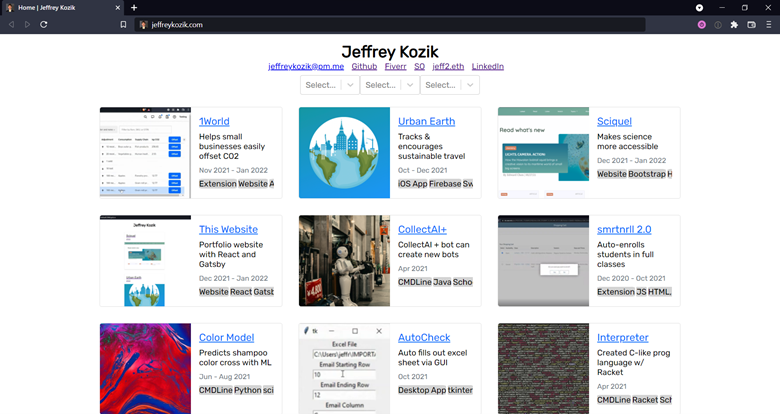 Home | Jeffrey Kozik
jeffreykozik.com
Jeffrey Kozik
jeffreykozik@pm.me Github Fiverr SO jeff2.eth LinkedIn
Select... Select... Select...
1World
Helps small
businesses easily
offset CO2
Nov 2021 - Jan 2022
Extension Website A
Urban Earth
Tracks &
encourages
sustainable travel
Oct - Dec 2021
iOS App Firebase Sw
Read what's new
Sciquel
Makes science
more accessible
Dec 2021 - Jan 2022
Website Bootstrap H
Jeffrey Kozik
This Website
Portfolio website
with React and
Gatsby
Dec 2021 - Jan 2022
Website React Gatsb
CollectAI+
CollectAI + bot can
create new bots
Apr 2021
CMDLine Java Scho
smrtnrll 2.0
Auto-enrolls
students in full
classes
Dec 2020 - Oct 2021
Extension JS HTML,
Color Model
Predicts shampoo
color cross with ML
Jun - Aug 2021
CMDLine Python sci
tk
Excel File
C:\Users\jeffr\IMPORTA
Email Starting Row
10
Email Ending Row
12
Email Column
AutoCheck
Auto fills out excel
sheet via GUI
Oct 2021
Desktop App tkinter
Interpreter
Created C-like prog
language w/
Racket
Apr 2021
CMDLine Racket Sch